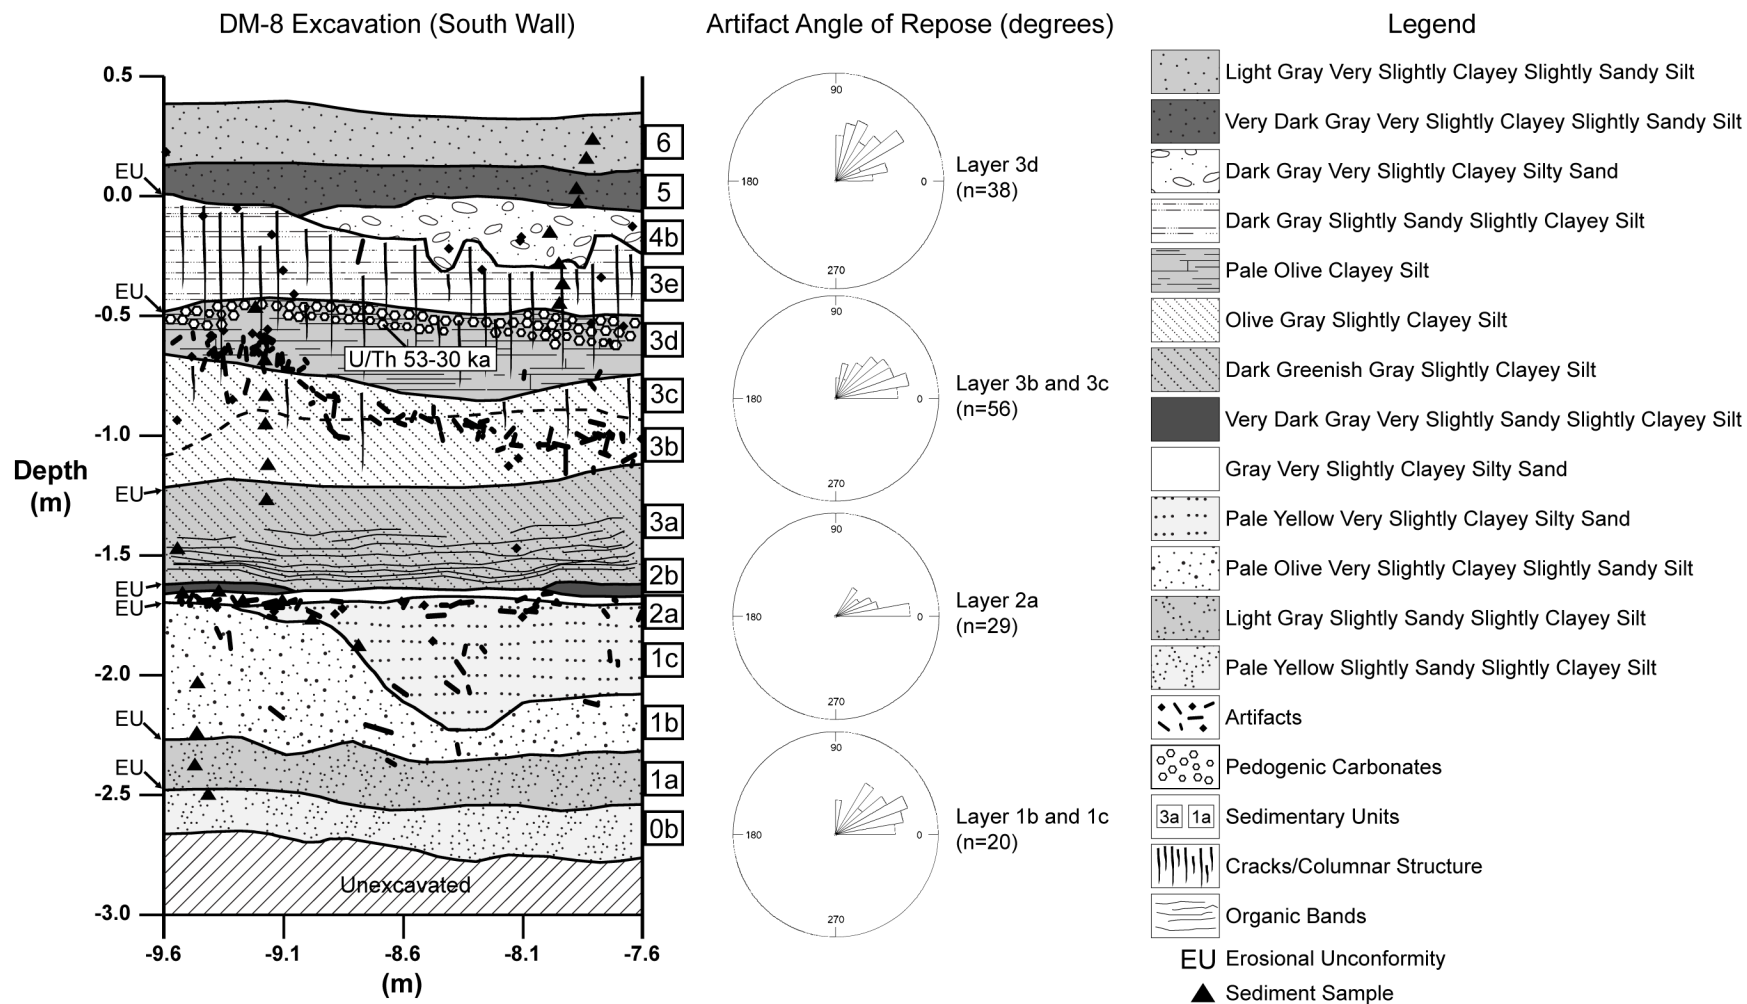 DM-8 Excavation (South Wall)
Artifact Angle of Repose (degrees)
Legend
0.5
0.0
-0.5
-1.0
-1.5
-2.0
-2.5
-3.0
Depth
(m)
EU
EU
EU
EU
EU
EU
EU
6
5
4b
3e
3d
3c
3b
3a
2b
2a
1c
1b
1a
0b
U/Th 53-30 ka
Unexcavated
-9.6
-9.1
-8.6
-8.1
-7.6
(m)
90
180
0
270
Layer 3d
(n=38)
90
180
0
270
Layer 3b and 3c
(n=56)
90
180
0
270
Layer 2a
(n=29)
90
180
0
270
Layer 1b and 1c
(n=20)
Light Gray Very Slightly Clayey Slightly Sandy Silt
Very Dark Gray Very Slightly Clayey Slightly Sandy Silt
Dark Gray Very Slightly Clayey Silty Sand
Dark Gray Slightly Sandy Slightly Clayey Silt
Pale Olive Clayey Silt
Olive Gray Slightly Clayey Silt
Dark Greenish Gray Slightly Clayey Silt
Very Dark Gray Very Slightly Sandy Slightly Clayey Silt
Gray Very Slightly Clayey Silty Sand
Pale Yellow Very Slightly Clayey Silty Sand
Pale Olive Very Slightly Clayey Slightly Sandy Silt
Light Gray Slightly Sandy Slightly Clayey Silt
Pale Yellow Slightly Sandy Slightly Clayey Silt
Artifacts
Pedogenic Carbonates
3a 1a Sedimentary Units
Cracks/Columnar Structure
Organic Bands
EU Erosional Unconformity
Sediment Sample